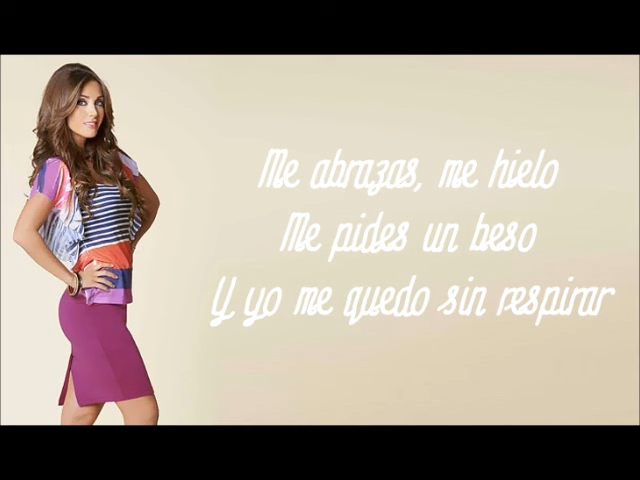 Me abrazas, me hielo
Me pides un beso
Y yo me quedo sin respirar